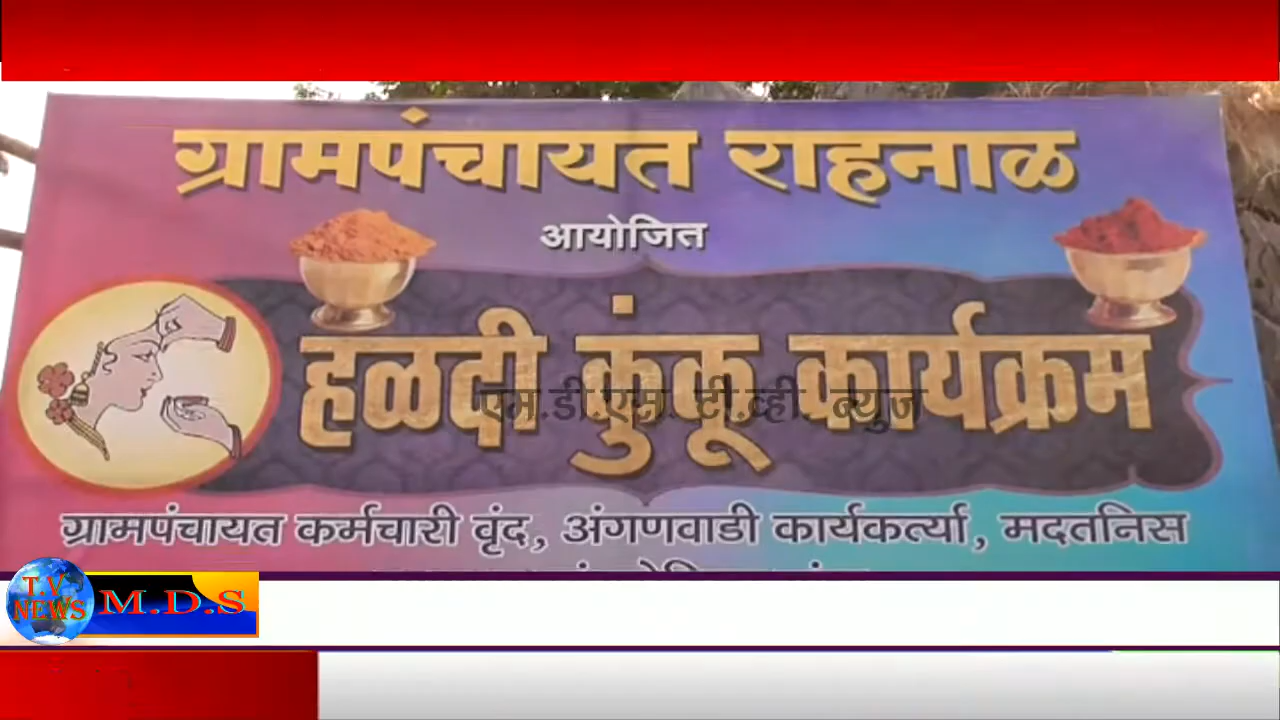 ग्रामपंचायत राहनाळ
आयोजित
हळदी कुंकू कार्यक्रम
एम.डी.एस. टी.व्ही. न्युज
ग्रामपंचायत कर्मचारी वृंद, अंगणवाडी कार्यकर्त्या, मदतनिस
T.V
NEWS
M.D.S